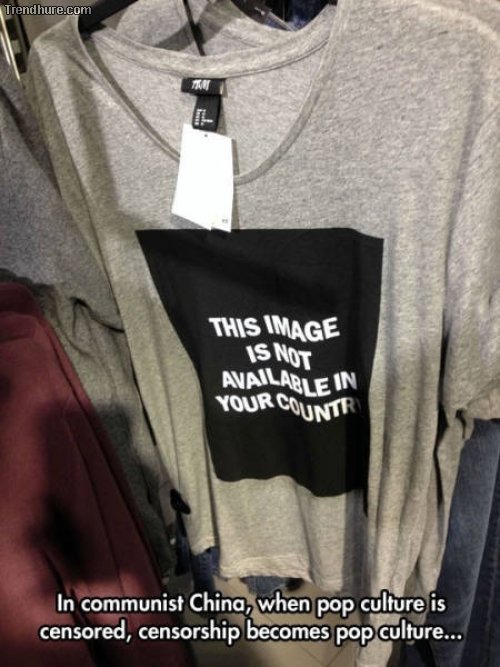 Trendhure.com
H&M
THIS IMAGE
IS NOT
AVAILABLE IN
YOUR COUNTRY
In communist China, when pop culture is
censored, censorship becomes pop culture...